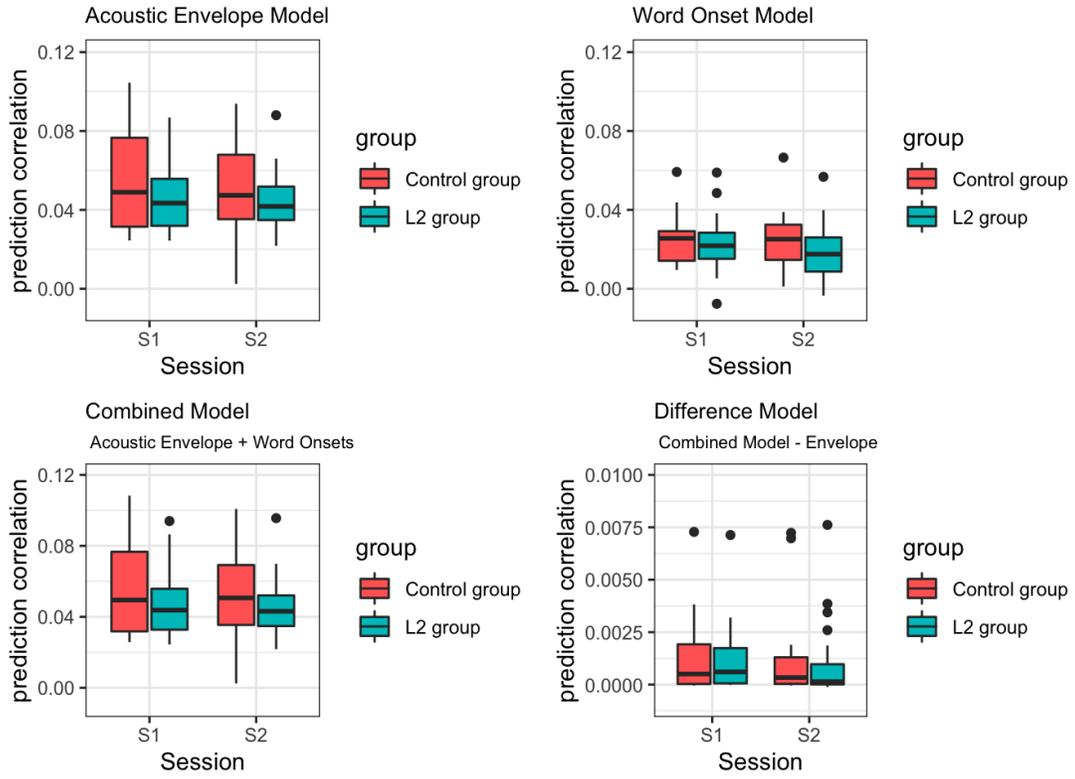 Acoustic Envelope Model
prediction correlation
0.12
0.08
0.04
0.00
S1 S2
Session
group
Control group
L2 group
Word Onset Model
prediction correlation
0.12
0.08
0.04
0.00
S1 S2
Session
group
Control group
L2 group
Combined Model
Acoustic Envelope + Word Onsets
prediction correlation
0.12
0.08
0.04
0.00
S1 S2
Session
group
Control group
L2 group
Difference Model
Combined Model - Envelope
prediction correlation
0.0100
0.0075
0.0050
0.0025
0.0000
S1 S2
Session
group
Control group
L2 group